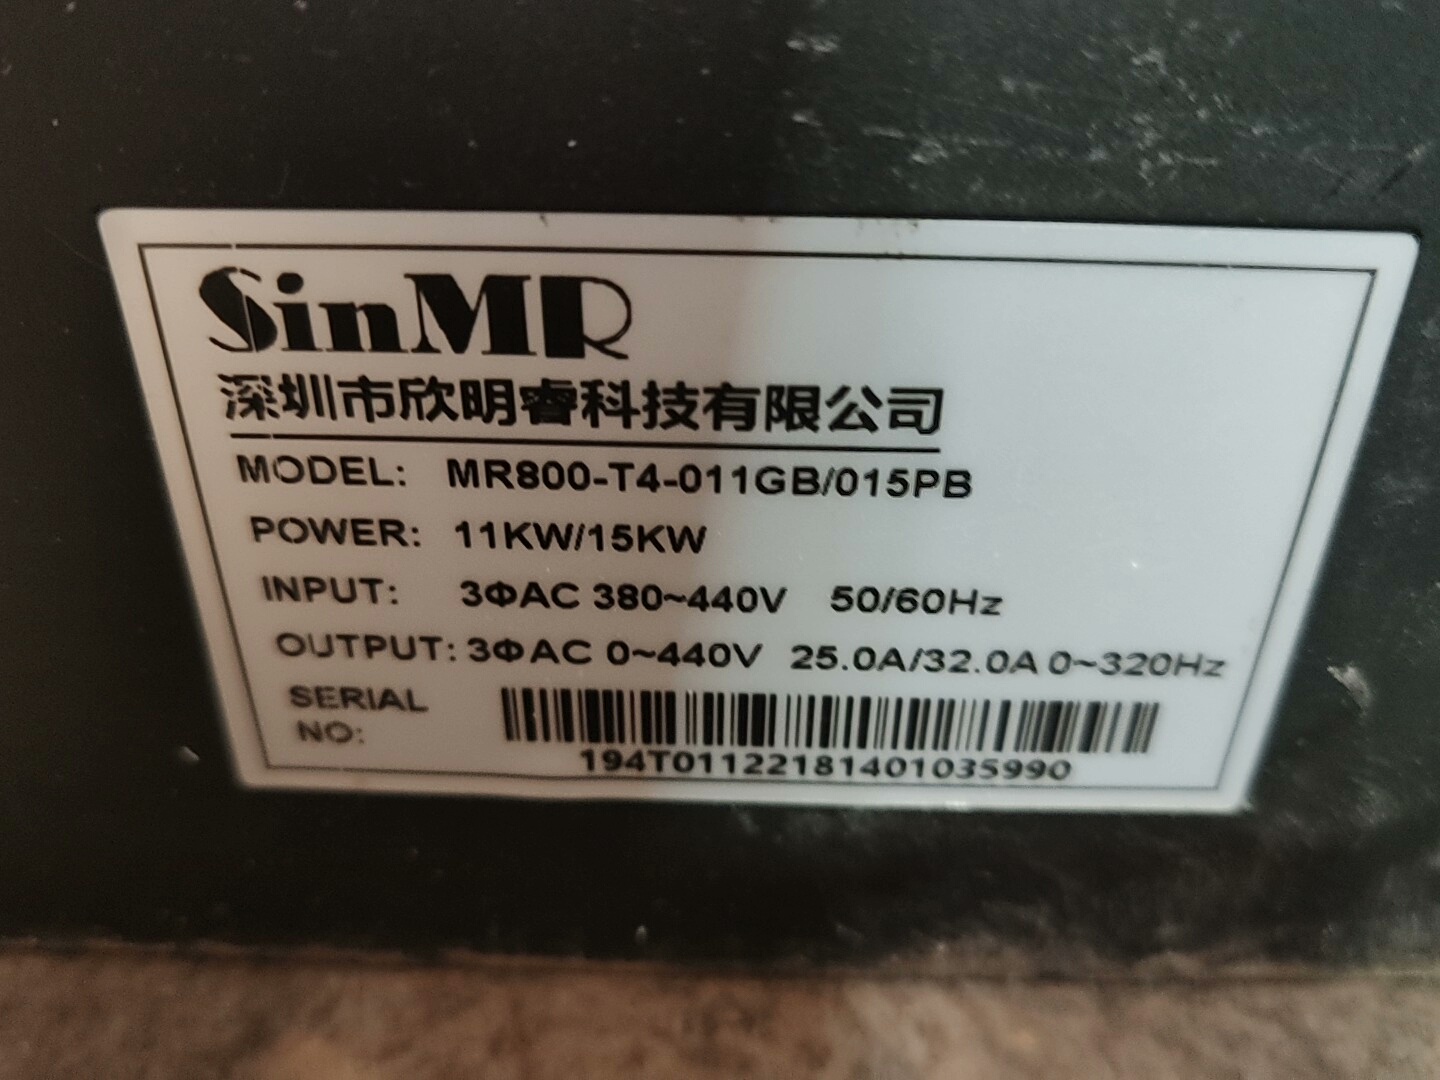 SinMR
深圳市欣明睿科技有限公司
MODEL: MR800-T4-011GB/015PB
POWER: 11KW/15KW
INPUT: 3ΦAC 380~440V 50/60Hz
OUTPUT: 3ΦAC 0~440V 25.0A/32.0A 0~320Hz
SERIAL
NO:
194T01122181401035990